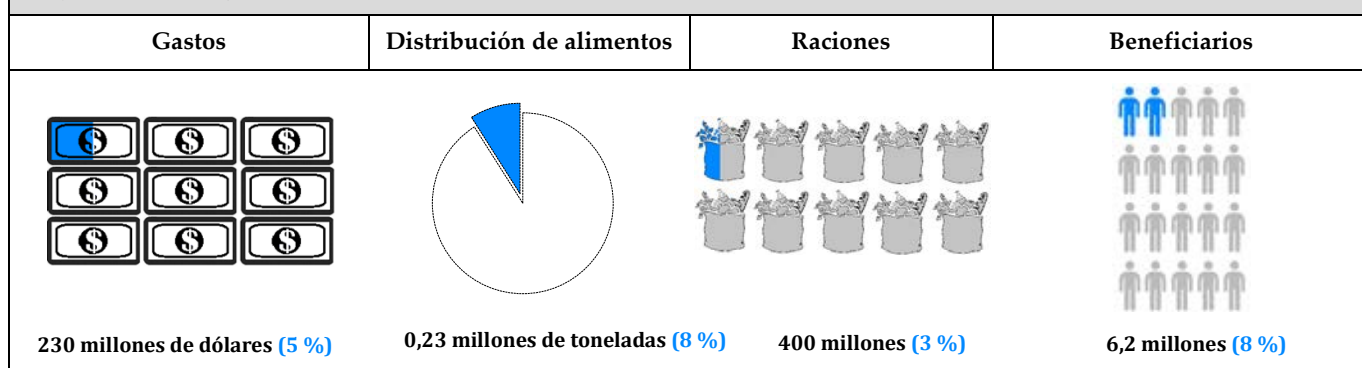 Gastos
Distribución de alimentos
Raciones
Beneficiarios
230 millones de dólares (5 %)
0,23 millones de toneladas (8 %)
400 millones (3 %)
6,2 millones (8 %)